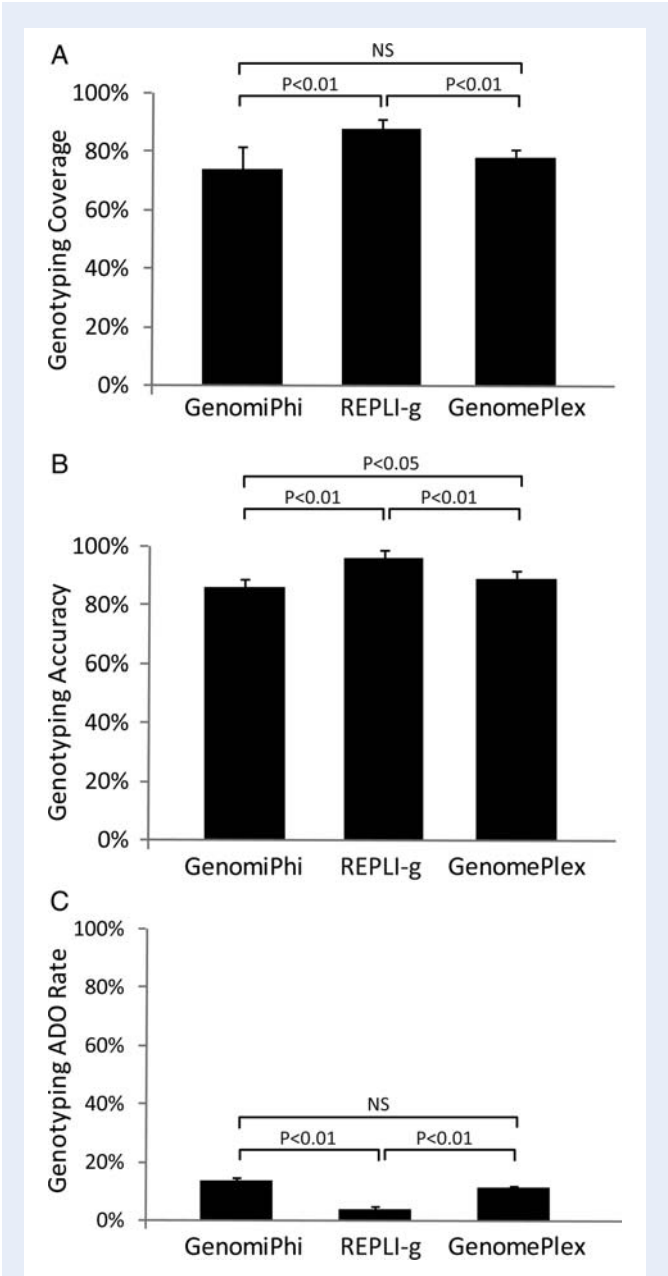 A
NS
P<0.01 P<0.01
100%
80%
60%
40%
20%
0%
Genotyping Coverage
GenomiPhi REPLI-g GenomePlex
B
P<0.05
P<0.01 P<0.01
100%
80%
60%
40%
20%
0%
Genotyping Accuracy
GenomiPhi REPLI-g GenomePlex
C
100%
80%
60%
40%
20%
0%
Genotyping ADO Rate
NS
P<0.01 P<0.01
GenomiPhi REPLI-g GenomePlex